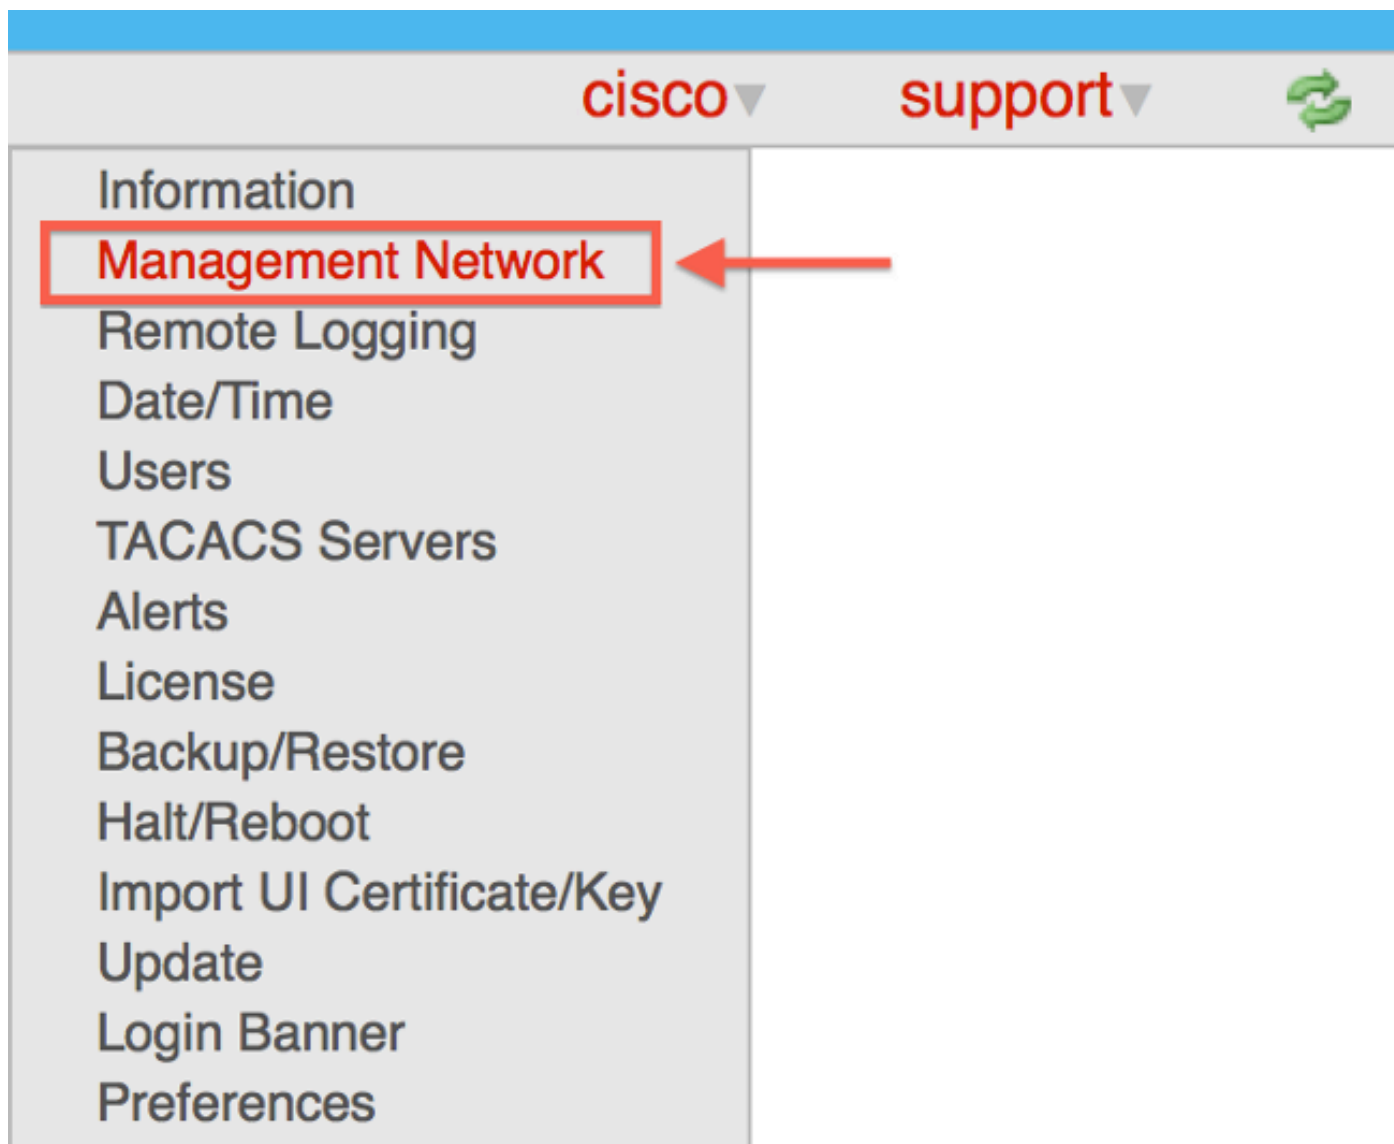 cisco support
Information
Management Network
Remote Logging
Date/Time
Users
TACACS Servers
Alerts
License
Backup/Restore
Halt/Reboot
Import UI Certificate/Key
Update
Login Banner
Preferences